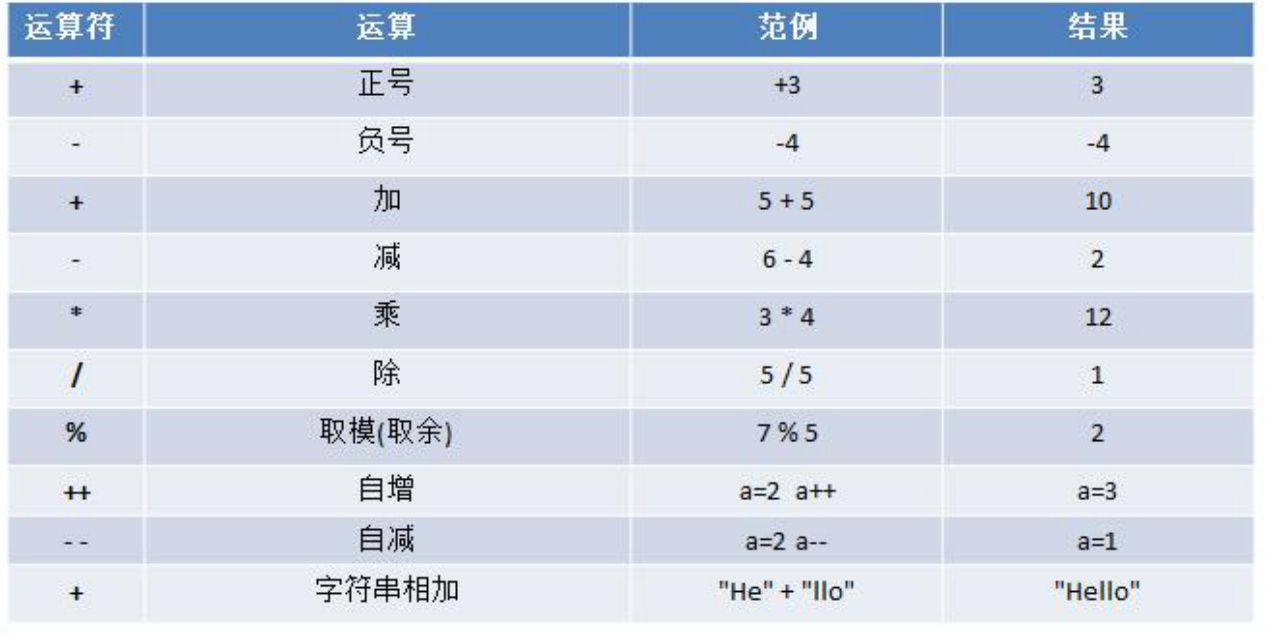 运算符 运算 范例 结果
+ 正号 +3 3
- 负号 -4 -4
+ 加 5 + 5 10
- 减 6 - 4 2
* 乘 3 * 4 12
/ 除 5 / 5 1
% 取模(取余) 7 % 5 2
++ 自增 a=2 a++ a=3
- - 自减 a=2 a-- a=1
+ 字符串相加 "He" + "llo" "Hello"